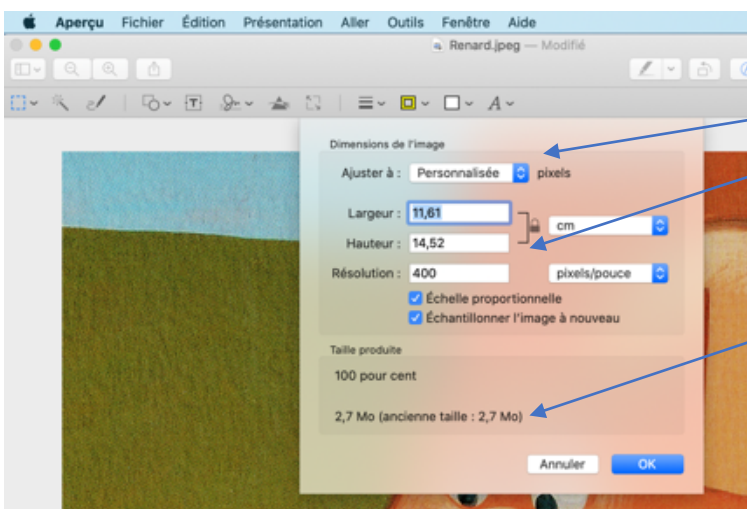 Aperçu Fichier Édition Présentation Aller Outils Fenêtre Aide
Renard.jpeg — Modifié
Dimensions de l'image
Ajuster à : Personnalisée pixels
Largeur : 11,61
cm
Hauteur : 14,52
Résolution : 400 pixels/pouce
Échelle proportionnelle
Échantillonner l'image à nouveau
Taille produite
100 pour cent
2,7 Mo (ancienne taille : 2,7 Mo)
Annuler OK